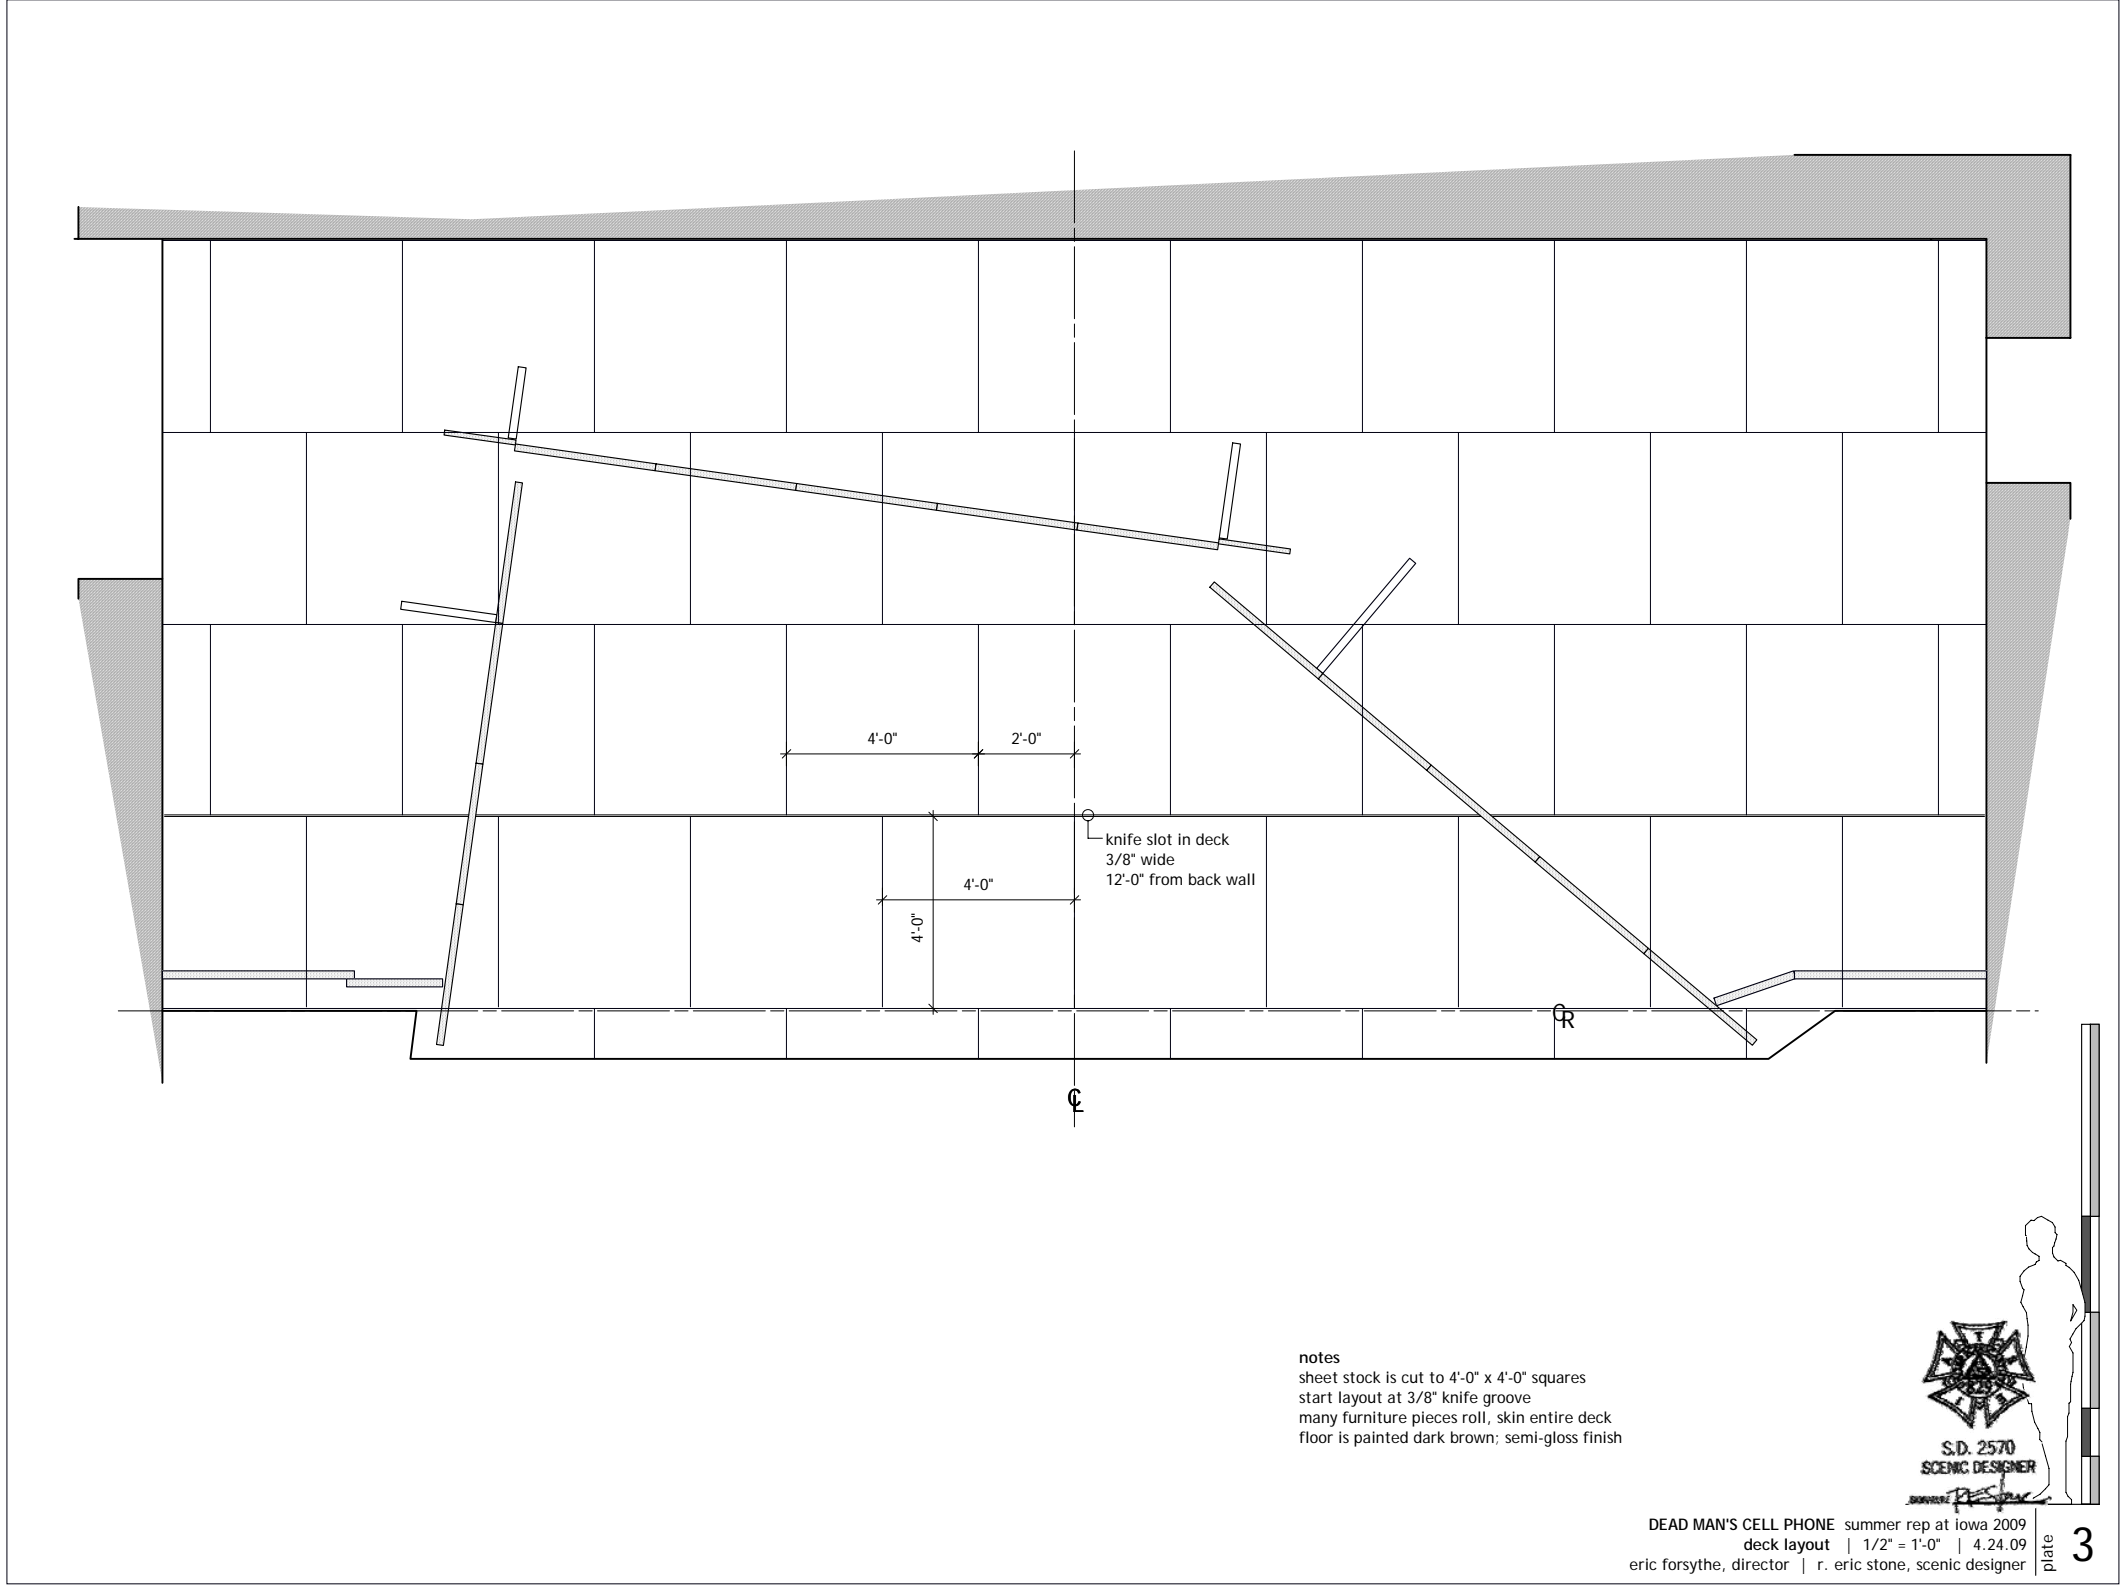 4'-0"
2'-0"
knife slot in deck
3/8" wide
12'-0" from back wall
4'-0"
4'-0"
CR
CL
notes
sheet stock is cut to 4'-0" x 4'-0" squares
start layout at 3/8" knife groove
many furniture pieces roll, skin entire deck
floor is painted dark brown; semi-gloss finish
S.D. 2570
SCENIC DESIGNER
DEAD MAN'S CELL PHONE summer rep at iowa 2009
deck layout | 1/2" = 1'-0" | 4.24.09
eric forsythe, director | r. eric stone, scenic designer
plate
3